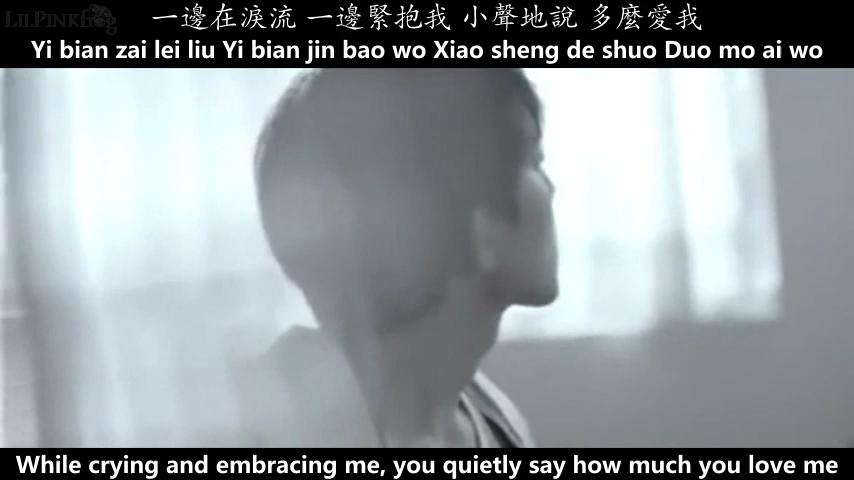 LIL.PINKfrog
一邊在淚流 一邊緊抱我 小聲地說 多麼愛我
Yi bian zai lei liu Yi bian jin bao wo Xiao sheng de shuo Duo mo ai wo
While crying and embracing me, you quietly say how much you love me